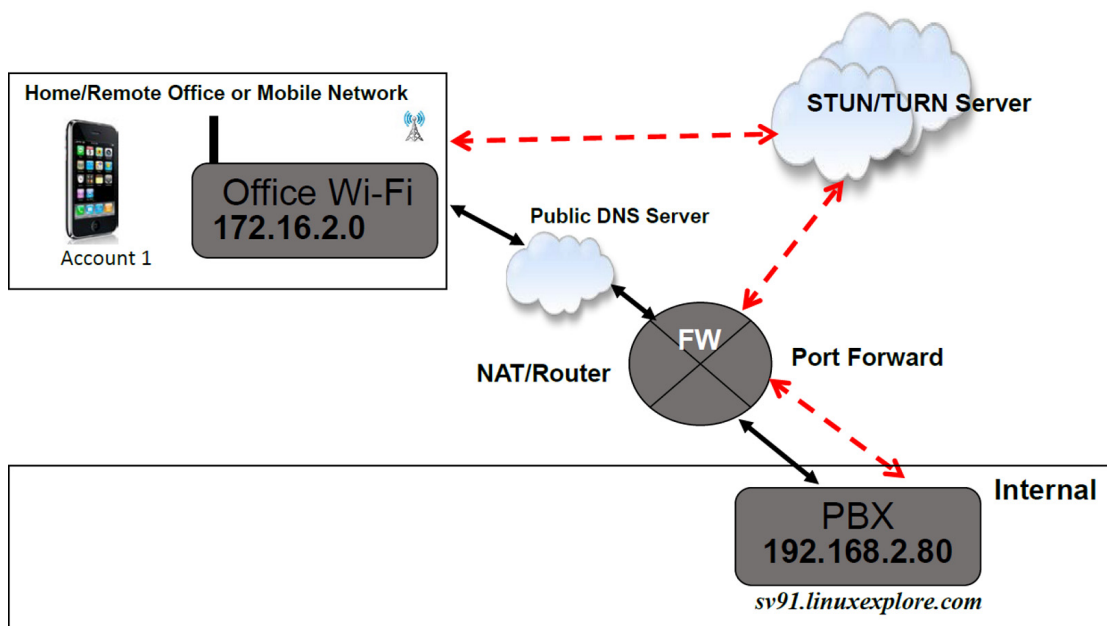 Home/Remote Office or Mobile Network
Office Wi-Fi
172.16.2.0
Account 1
STUN/TURN Server
Public DNS Server
FW
NAT/Router
Port Forward
Internal
PBX
192.168.2.80
sv91.linuxexplore.com